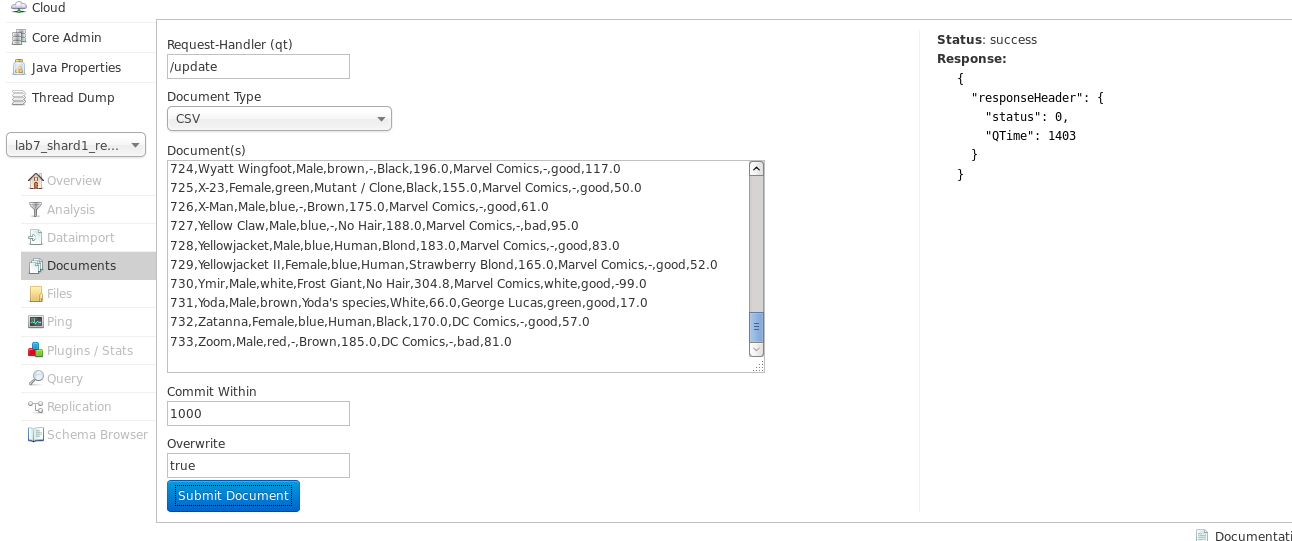 Cloud
Core Admin
Java Properties
Thread Dump
lab7_shard1_re...
Overview
Analysis
Dataimport
Documents
Files
Ping
Plugins / Stats
Query
Replication
Schema Browser
Request-Handler (qt)
/update
Document Type
CSV
Document(s)
724,Wyatt Wingfoot,Male,brown,-,Black,196.0,Marvel Comics,-,good,117.0
725,X-23,Female,green,Mutant / Clone,Black,155.0,Marvel Comics,-,good,50.0
726,X-Man,Male,blue,-,Brown,175.0,Marvel Comics,-,good,61.0
727,Yellow Claw,Male,blue,-,No Hair,188.0,Marvel Comics,-,bad,95.0
728,Yellowjacket,Male,blue,Human,Blond,183.0,Marvel Comics,-,good,83.0
729,Yellowjacket II,Female,blue,Human,Strawberry Blond,165.0,Marvel Comics,-,good,52.0
730,Ymir,Male,white,Frost Giant,No Hair,304.8,Marvel Comics,white,good,-99.0
731,Yoda,Male,brown,Yoda's species,White,66.0,George Lucas,green,good,17.0
732,Zatanna,Female,blue,Human,Black,170.0,DC Comics,-,good,57.0
733,Zoom,Male,red,-,Brown,185.0,DC Comics,-,bad,81.0
Commit Within
1000
Overwrite
true
Submit Document
Status: success
Response:
{
"responseHeader": {
"status": 0,
"QTime": 1403
}
}
Documentati